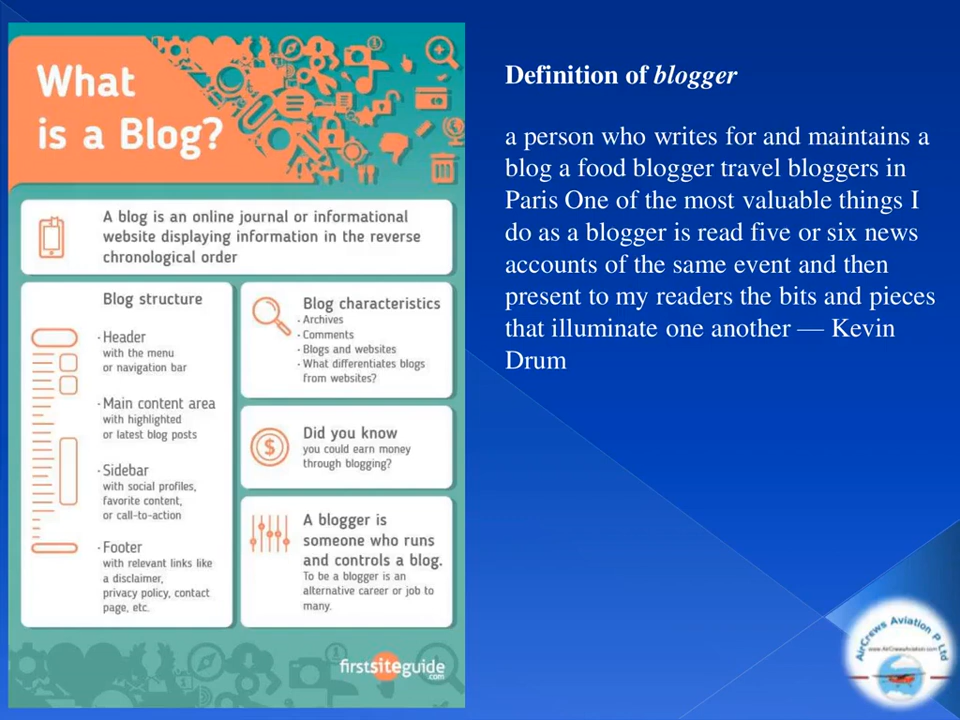 What
is a Blog?
A blog is an online journal or informational
website displaying information in the reverse
chronological order
Blog structure
· Header
with the menu
or navigation bar
· Main content area
with highlighted
or latest blog posts
· Sidebar
with social profiles,
favorite content,
or call-to-action
· Footer
with relevant links like
a disclaimer,
privacy policy, contact
page, etc.
Blog characteristics
· Archives
· Comments
· Blogs and websites
· What differentiates blogs
from websites?
$
Did you know
you could earn money
through blogging?
A blogger is
someone who runs
and controls a blog.
To be a blogger is an
alternative career or job to
many.
firstsiteguide
.com
Definition of blogger
a person who writes for and maintains a
blog a food blogger travel bloggers in
Paris One of the most valuable things I
do as a blogger is read five or six news
accounts of the same event and then
present to my readers the bits and pieces
that illuminate one another — Kevin
Drum
AirCrews Aviation P Ltd
www.AirCrewsAviation.com